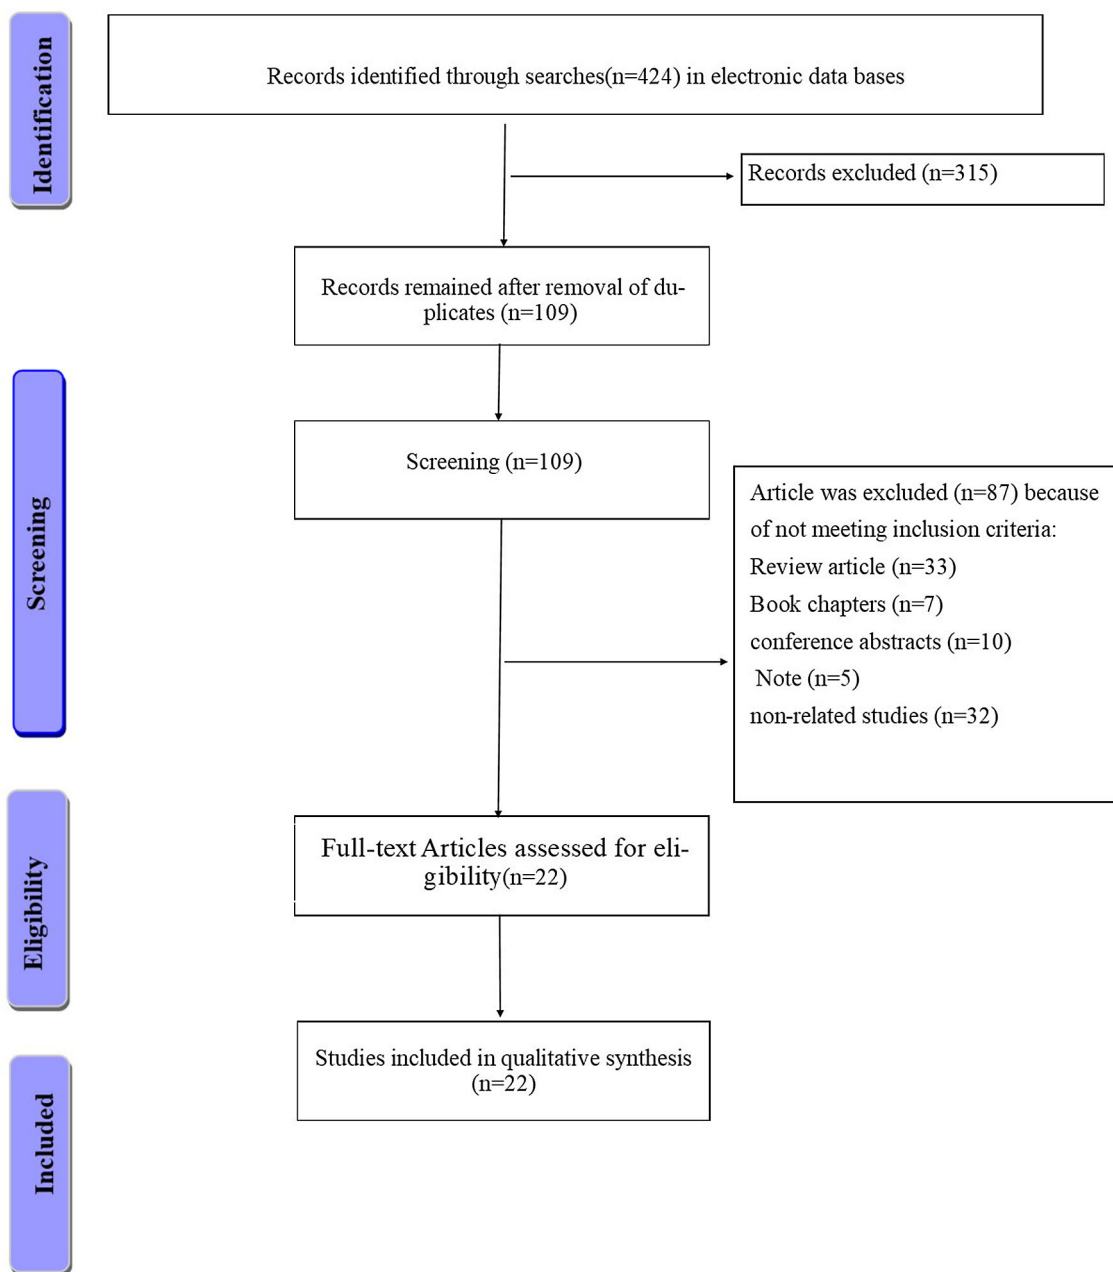 Identification
Records identified through searches(n=424) in electronic data bases
Records excluded (n=315)
Records remained after removal of du-
plicates (n=109)
Screening
Screening (n=109)
Article was excluded (n=87) because
of not meeting inclusion criteria:
Review article (n=33)
Book chapters (n=7)
conference abstracts (n=10)
Note (n=5)
non-related studies (n=32)
Eligibility
Full-text Articles assessed for eli-
gibility(n=22)
Included
Studies included in qualitative synthesis
(n=22)